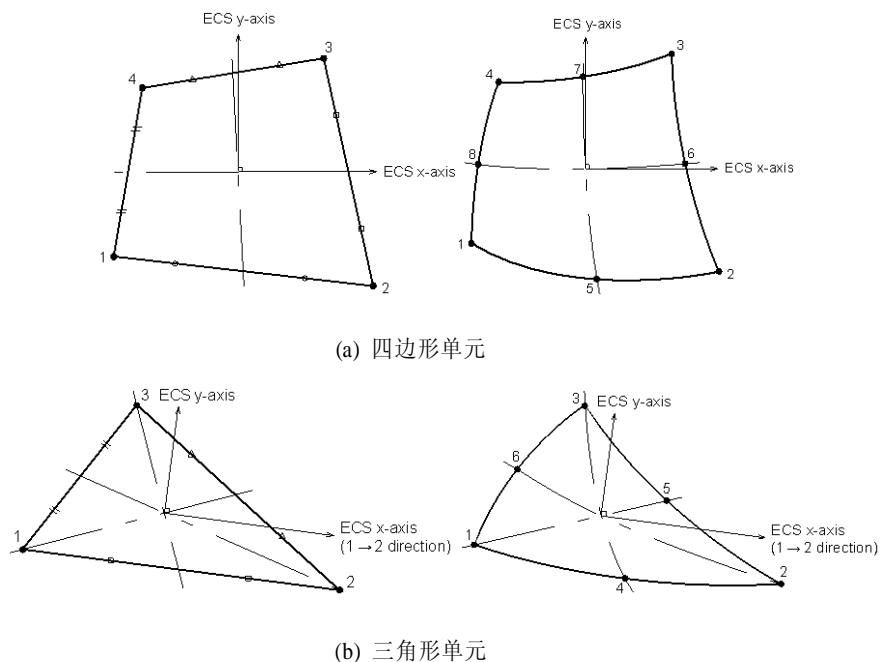 ECS y-axis
4
3
ECS x-axis
1
2
ECS y-axis
3
4
7
8
6
ECS x-axis
1
2
5
(a) 四边形单元
3
ECS y-axis
1
ECS x-axis
(1→2 direction)
2
3
ECS y-axis
6
5
1
ECS x-axis
(1→2 direction)
2
4
(b) 三角形单元